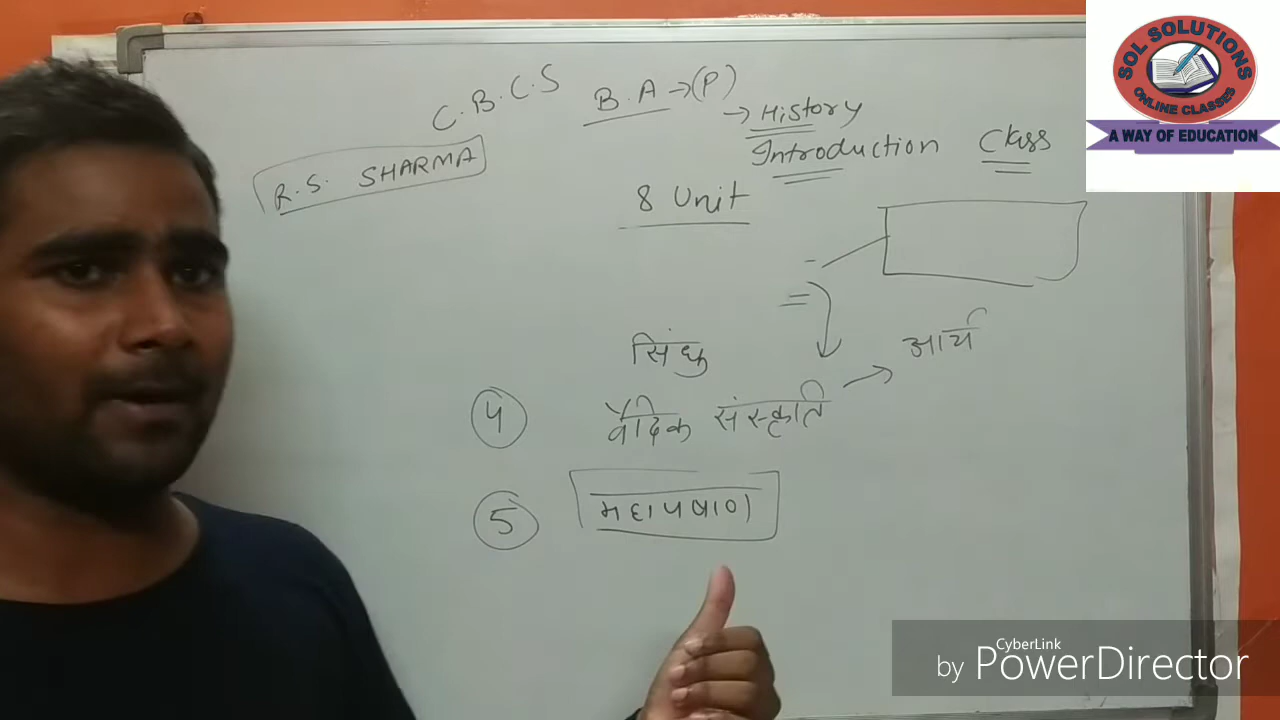 C.B.C.S B.A → (P)
→ History
Introduction Class
R.S. SHARMA
8 Unit
सिंधु
→ आर्य
4 वैदिक संस्कृति
5 महापषाण
SOL SOLUTIONS
ONLINE CLASSES
A WAY OF EDUCATION
CyberLink
by PowerDirector